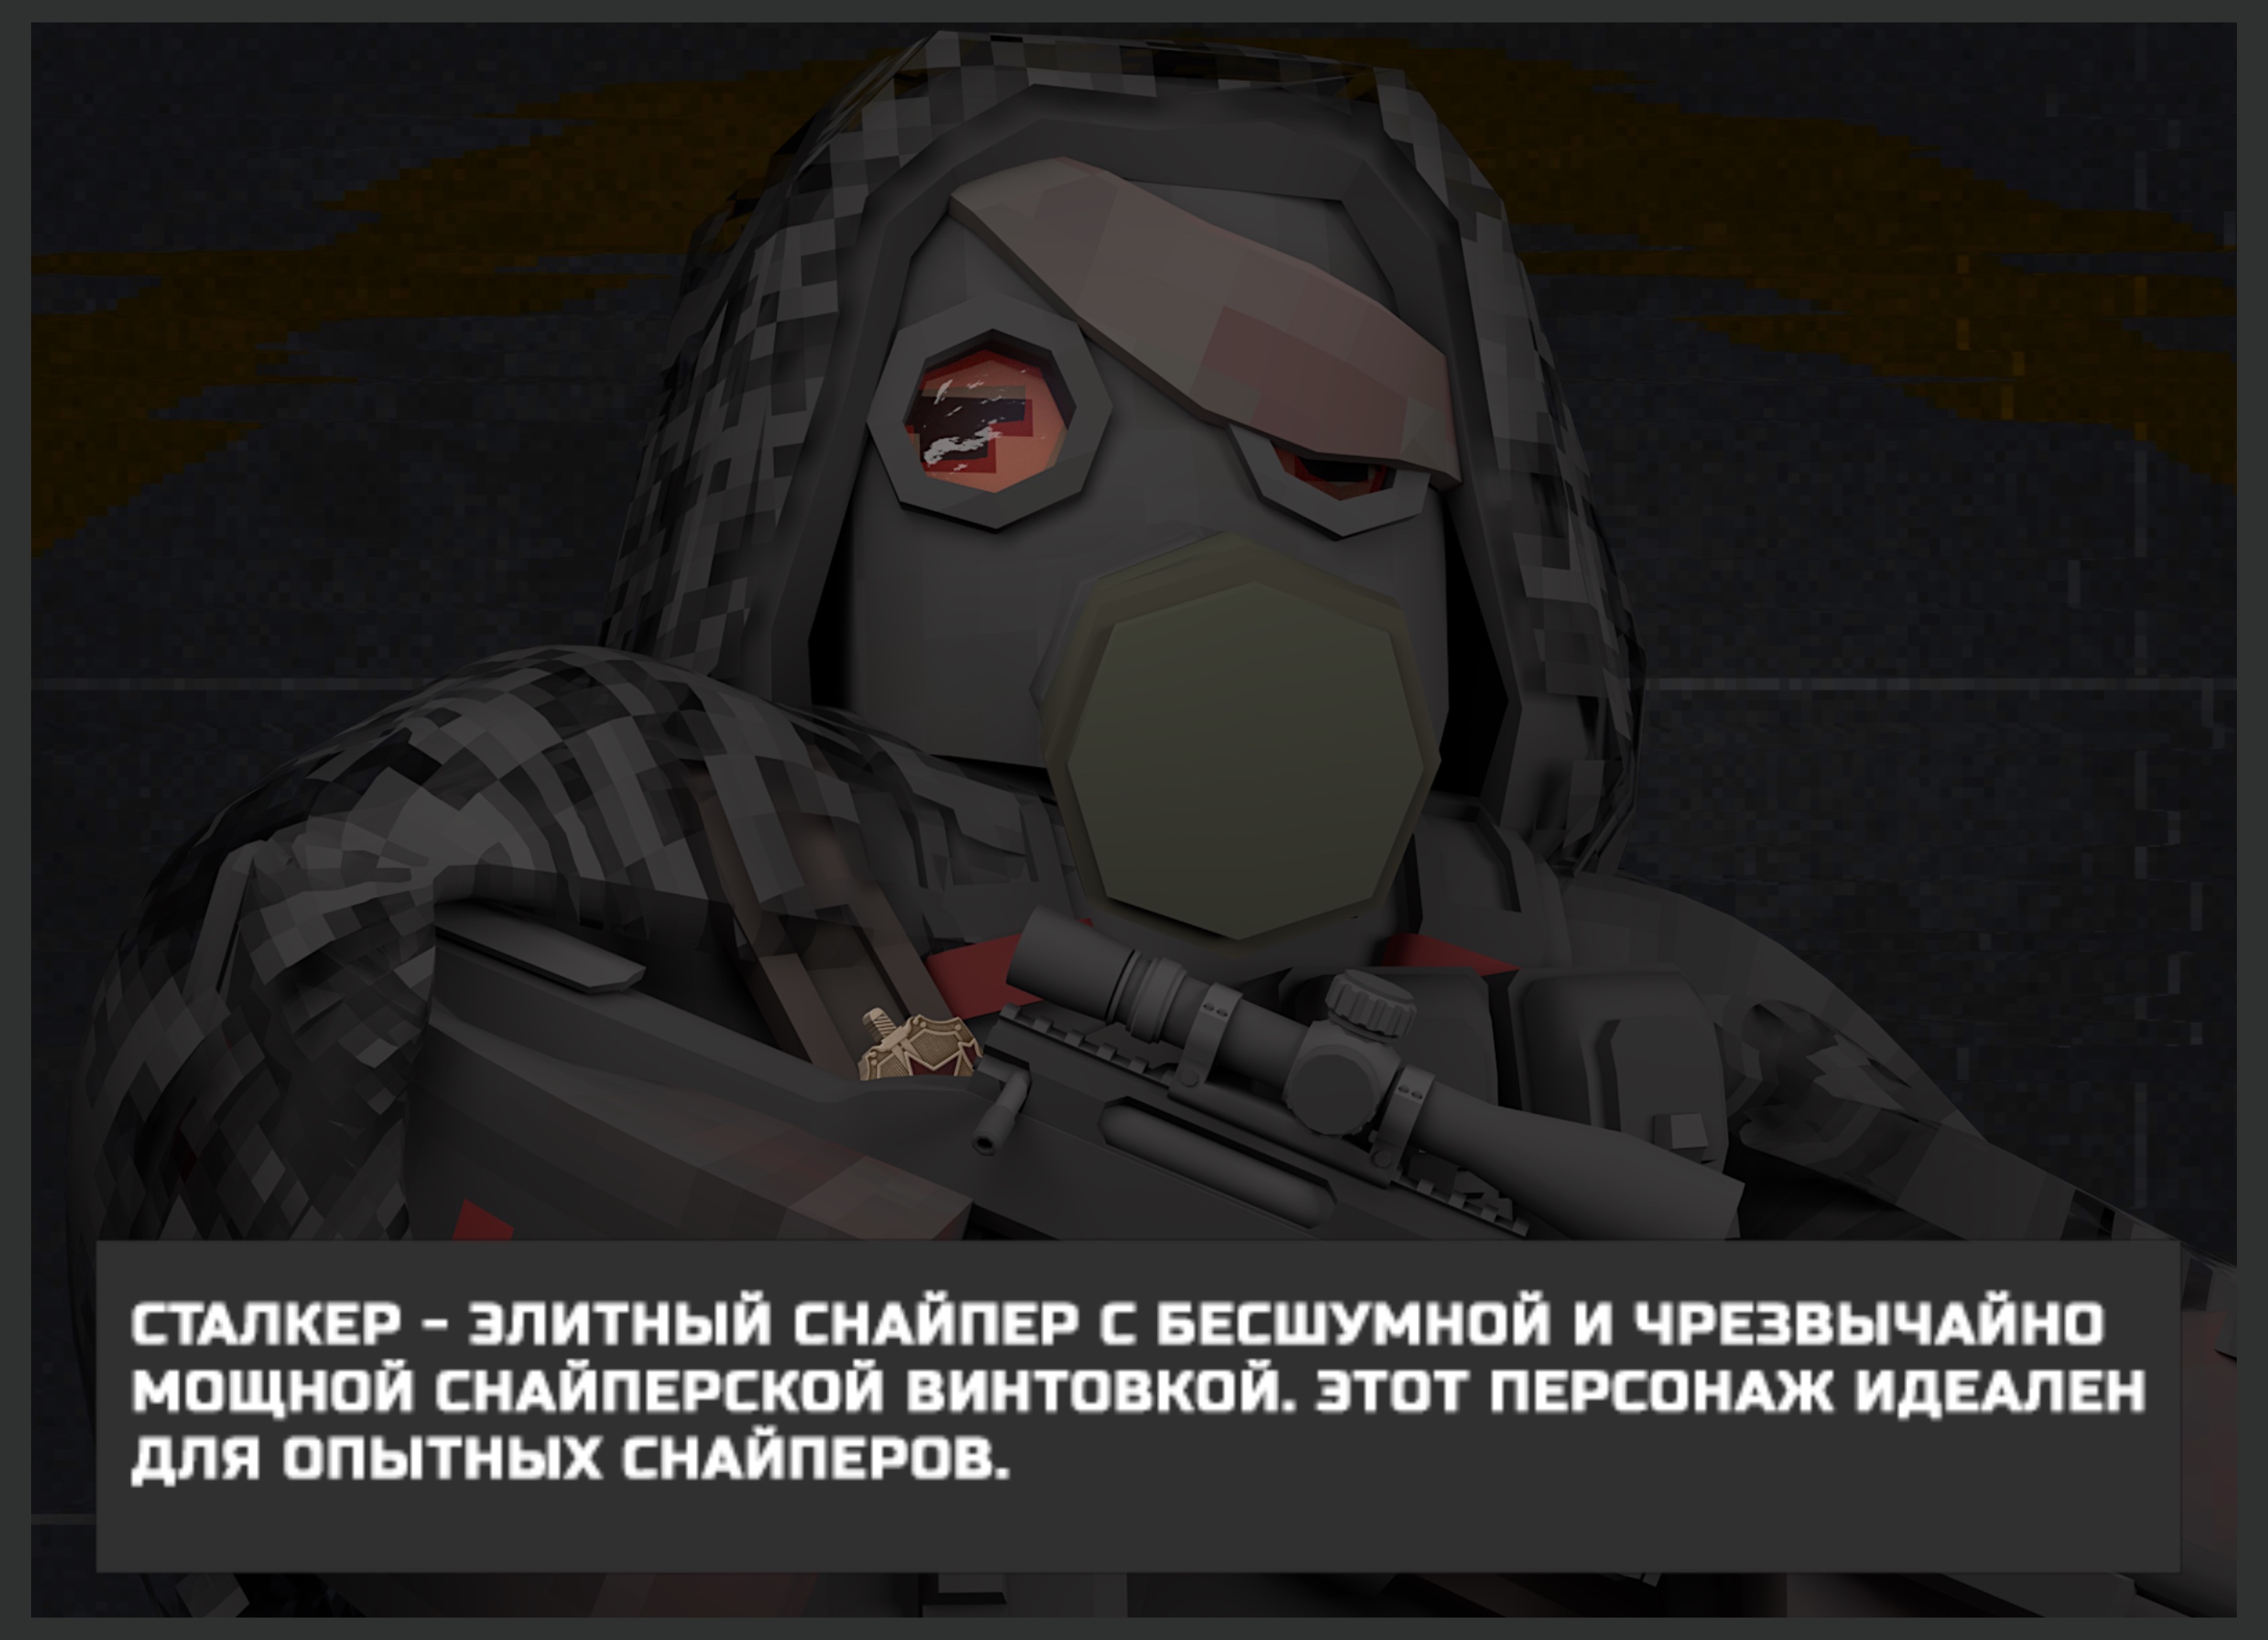 СТАЛКЕР - ЭЛИТНЫЙ СНАЙПЕР С БЕСШУМНОЙ И ЧРЕЗВЫЧАЙНО
МОЩНОЙ СНАЙПЕРСКОЙ ВИНТОВКОЙ. ЭТОТ ПЕРСОНАЖ ИДЕАЛЕН
ДЛЯ ОПЫТНЫХ СНАЙПЕРОВ.